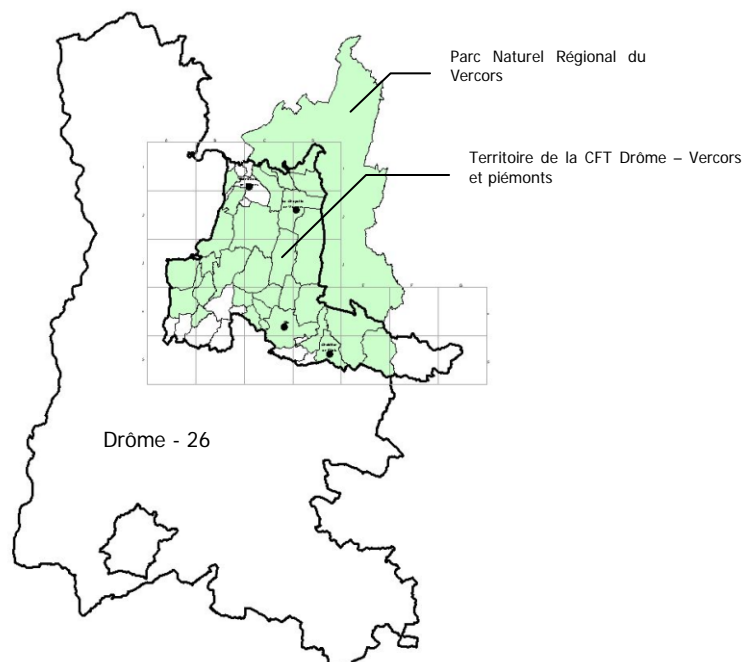 Parc Naturel Régional du
Vercors
Territoire de la CFT Drôme – Vercors
et piémonts
Drôme - 26